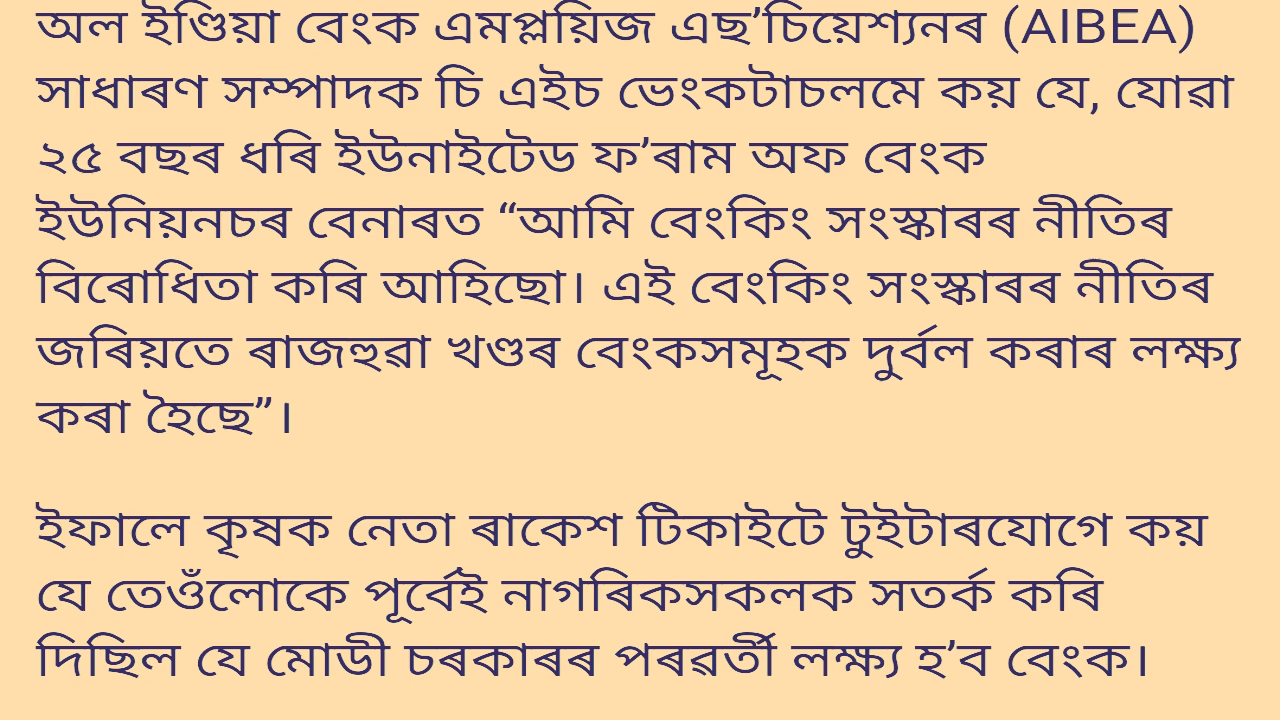 অল ইণ্ডিয়া বেংক এমপ্লয়িজ এছ’চিয়েশ্যনৰ (AIBEA)
সাধাৰণ সম্পাদক চি এইচ ভেংকটাচলমে কয় যে, যোৱা
২৫ বছৰ ধৰি ইউনাইটেড ফ’ৰাম অফ বেংক
ইউনিয়নচৰ বেনাৰত “আমি বেংকিং সংস্কাৰৰ নীতিৰ
বিৰোধিতা কৰি আহিছো। এই বেংকিং সংস্কাৰৰ নীতিৰ
জৰিয়তে ৰাজহুৱা খণ্ডৰ বেংকসমূহক দুৰ্বল কৰাৰ লক্ষ্য
কৰা হৈছে”।
ইফালে কৃষক নেতা ৰাকেশ টিকাইটে টুইটাৰযোগে কয়
যে তেওঁলোকে পূৰ্বেই নাগৰিকসকলক সতৰ্ক কৰি
দিছিল যে মোডী চৰকাৰৰ পৰৱৰ্তী লক্ষ্য হ’ব বেংক।